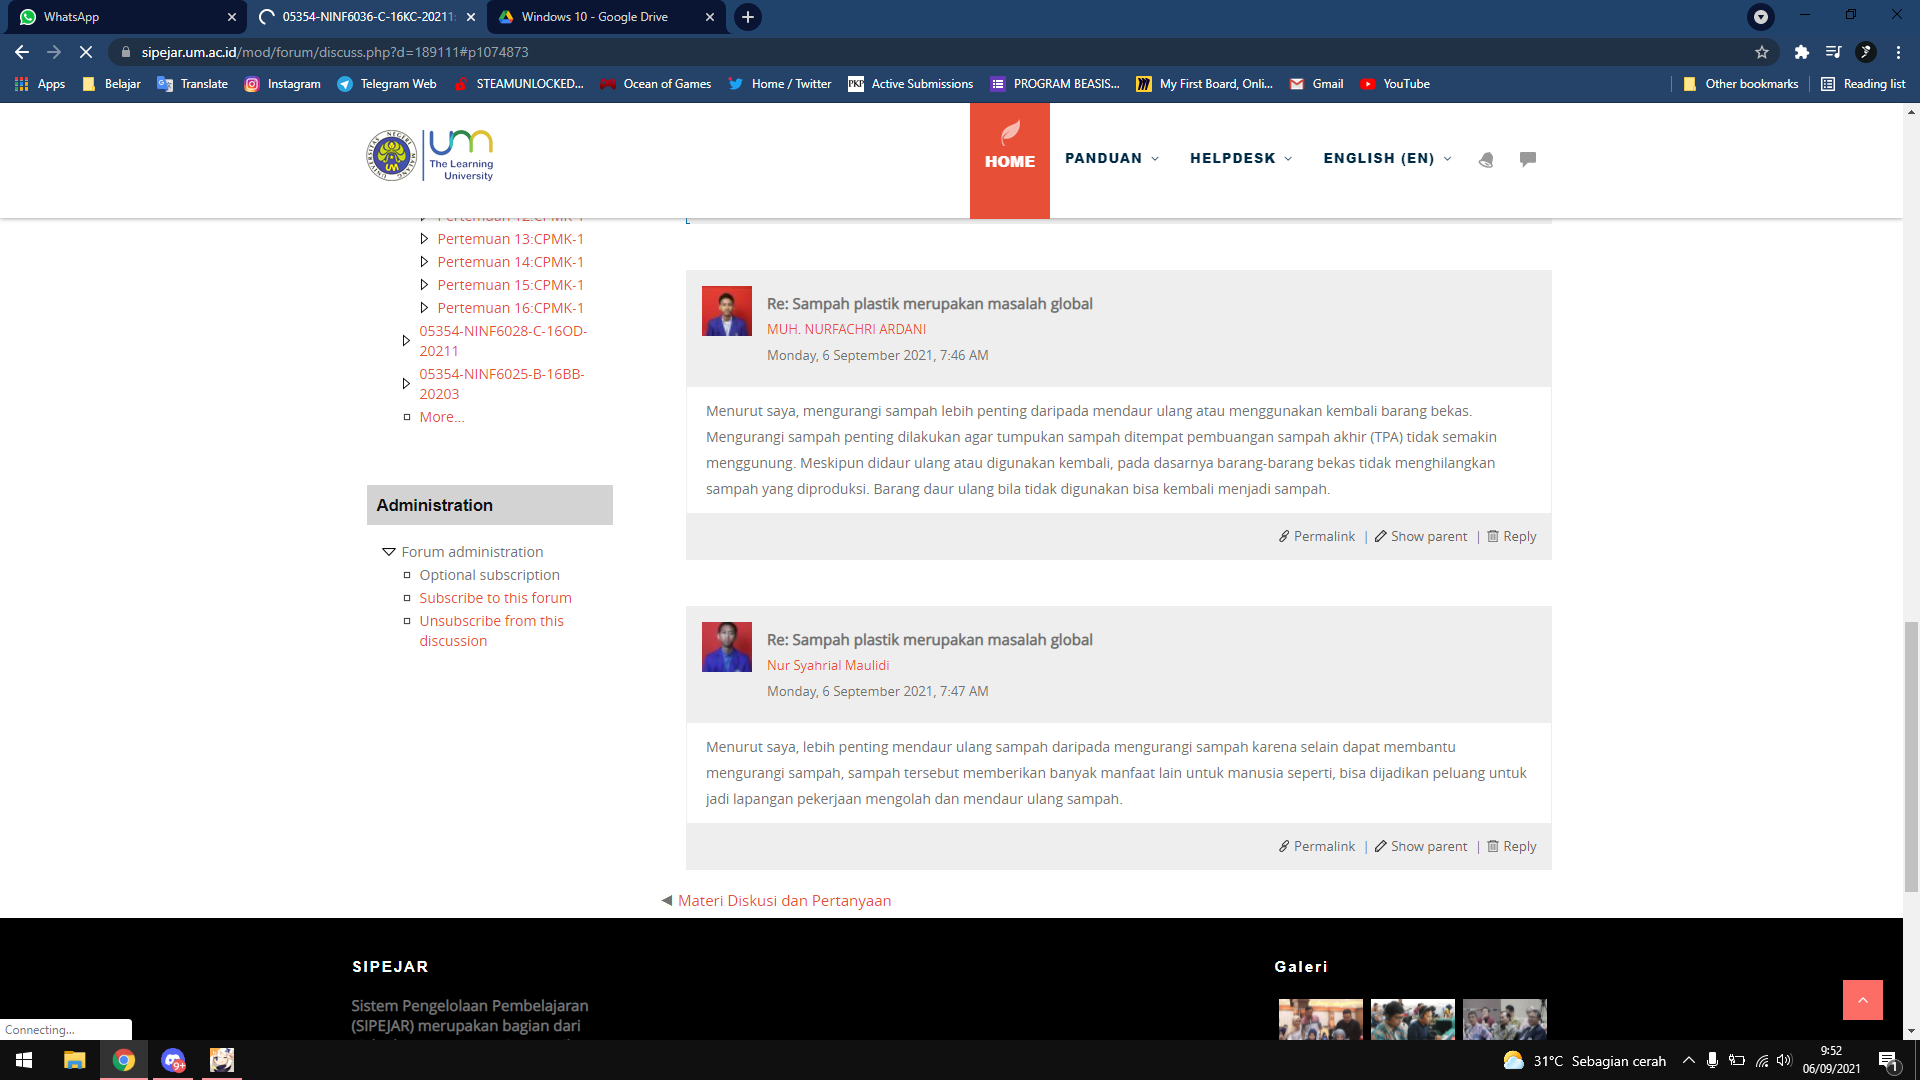 WhatsApp
05354-NINF6036-C-16KC-20211:
Windows 10 - Google Drive
sipejar.um.ac.id/mod/forum/discuss.php?d=189111#p1074873
Apps
Belajar
Translate
Instagram
Telegram Web
STEAMUNLOCKED...
Ocean of Games
Home / Twitter
PKP
Active Submissions
PROGRAM BEASIS...
My First Board, Onli...
Gmail
YouTube
Other bookmarks
Reading list
UNIVERSITAS NEGERI MALANG
UM
um
The Learning
University
HOME
PANDUAN
HELPDESK
ENGLISH (EN)
Pertemuan 12:CPMK-1
Pertemuan 13:CPMK-1
Pertemuan 14:CPMK-1
Pertemuan 15:CPMK-1
Pertemuan 16:CPMK-1
05354-NINF6028-C-16OD-
20211
05354-NINF6025-B-16BB-
20203
More...
Administration
Forum administration
Optional subscription
Subscribe to this forum
Unsubscribe from this
discussion
Re: Sampah plastik merupakan masalah global
MUH. NURFACHRI ARDANI
Monday, 6 September 2021, 7:46 AM
Menurut saya, mengurangi sampah lebih penting daripada mendaur ulang atau menggunakan kembali barang bekas.
Mengurangi sampah penting dilakukan agar tumpukan sampah ditempat pembuangan sampah akhir (TPA) tidak semakin
menggunung. Meskipun didaur ulang atau digunakan kembali, pada dasarnya barang-barang bekas tidak menghilangkan
sampah yang diproduksi. Barang daur ulang bila tidak digunakan bisa kembali menjadi sampah.
Permalink | Show parent | Reply
Re: Sampah plastik merupakan masalah global
Nur Syahrial Maulidi
Monday, 6 September 2021, 7:47 AM
Menurut saya, lebih penting mendaur ulang sampah daripada mengurangi sampah karena selain dapat membantu
mengurangi sampah, sampah tersebut memberikan banyak manfaat lain untuk manusia seperti, bisa dijadikan peluang untuk
jadi lapangan pekerjaan mengolah dan mendaur ulang sampah.
Permalink | Show parent | Reply
◄ Materi Diskusi dan Pertanyaan
SIPEJAR
Sistem Pengelolaan Pembelajaran
(SIPEJAR) merupakan bagian dari
Galeri
Connecting...
9+
31°C Sebagian cerah
9:52
06/09/2021
1